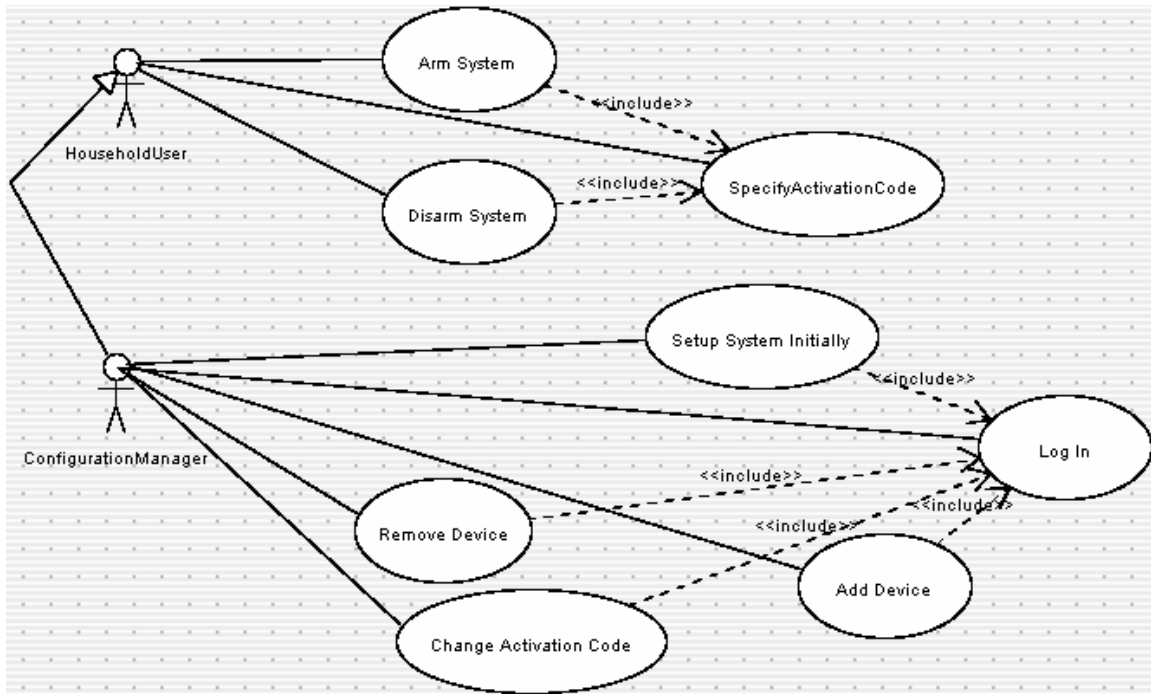 Arm System
<<include>>
HouseholdUser
<<include>>
SpecifyActivationCode
Disarm System
Setup System Initially
<<include>>
ConfigurationManager
Log In
<<include>>
<<include>>
<<include>>
Remove Device
Add Device
Change Activation Code